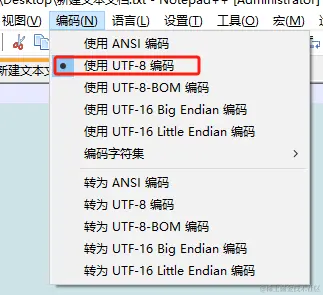 \Desktop\新建文本文档.txt - Notepad++ [Administrator]
视图(V) 编码(N) 语言(L) 设置(T) 工具(O) 宏(M)
新建文本文
使用 ANSI 编码
使用 UTF-8 编码
使用 UTF-8-BOM 编码
使用 UTF-16 Big Endian 编码
使用 UTF-16 Little Endian 编码
编码字符集
转为 ANSI 编码
转为 UTF-8 编码
转为 UTF-8-BOM 编码
转为 UTF-16 Big Endian 编码
转为 UTF-16 Little Endian 编码